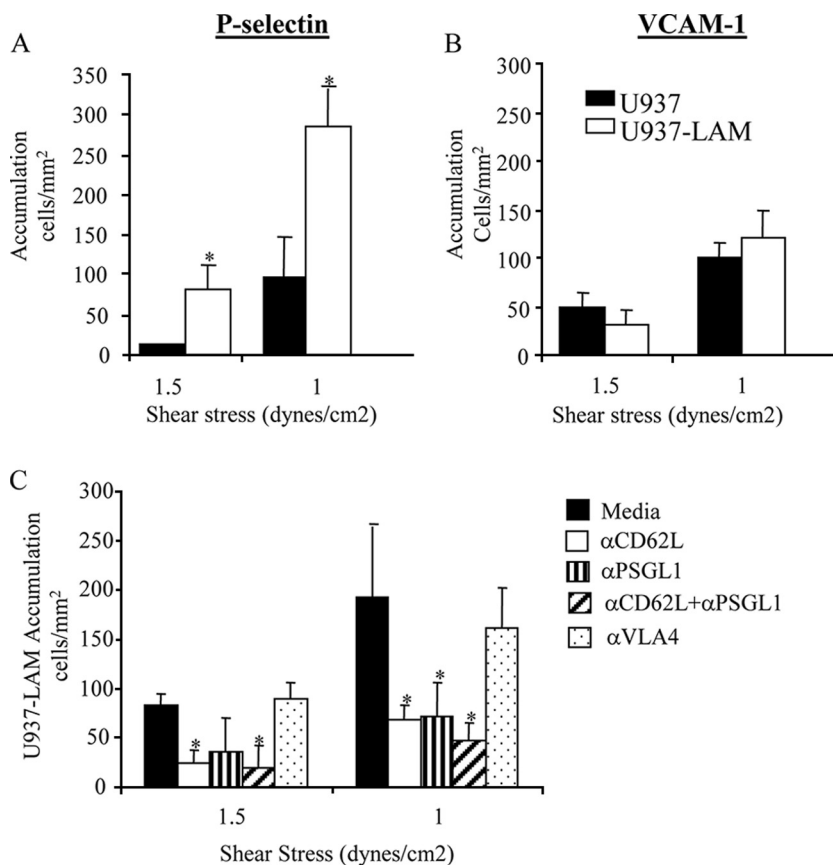 P-selectin
VCAM-1
A
B
Accumulation
cells/mm²
350
300
250
200
150
100
50
0
*
*
1.5
1
Shear stress (dynes/cm2)
Accumulation
Cells/mm²
300
250
200
150
100
50
0
U937
U937-LAM
1.5
1
Shear stress (dynes/cm2)
C
U937-LAM Accumulation
cells/mm²
300
250
200
150
100
50
0
*
*
*
*
*
1.5
1
Shear Stress (dynes/cm2)
Media
αCD62L
αPSGL1
αCD62L+αPSGL1
αVLA4